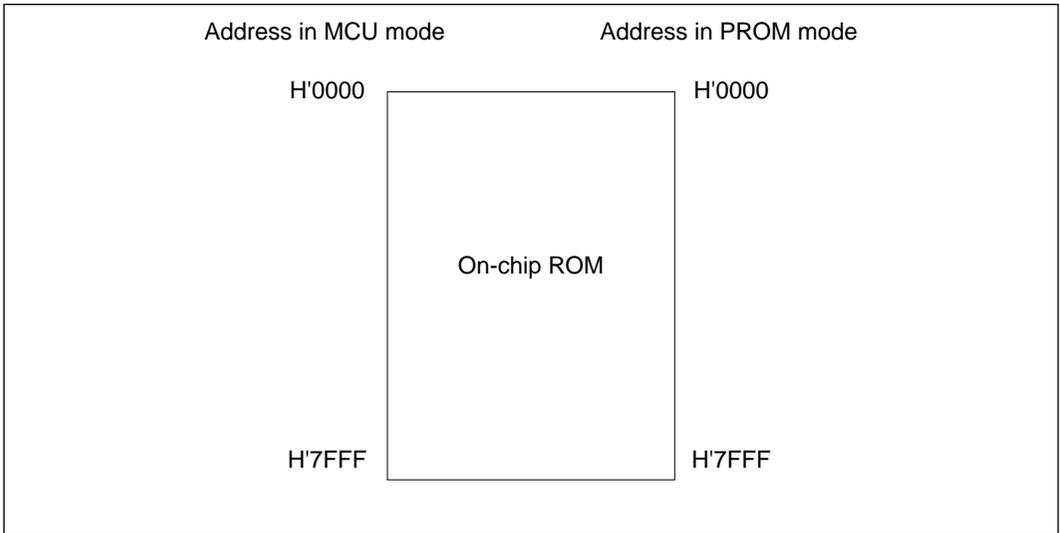 Address in MCU mode Address in PROM mode
H'0000 H'0000
On-chip ROM
H'7FFF H'7FFF